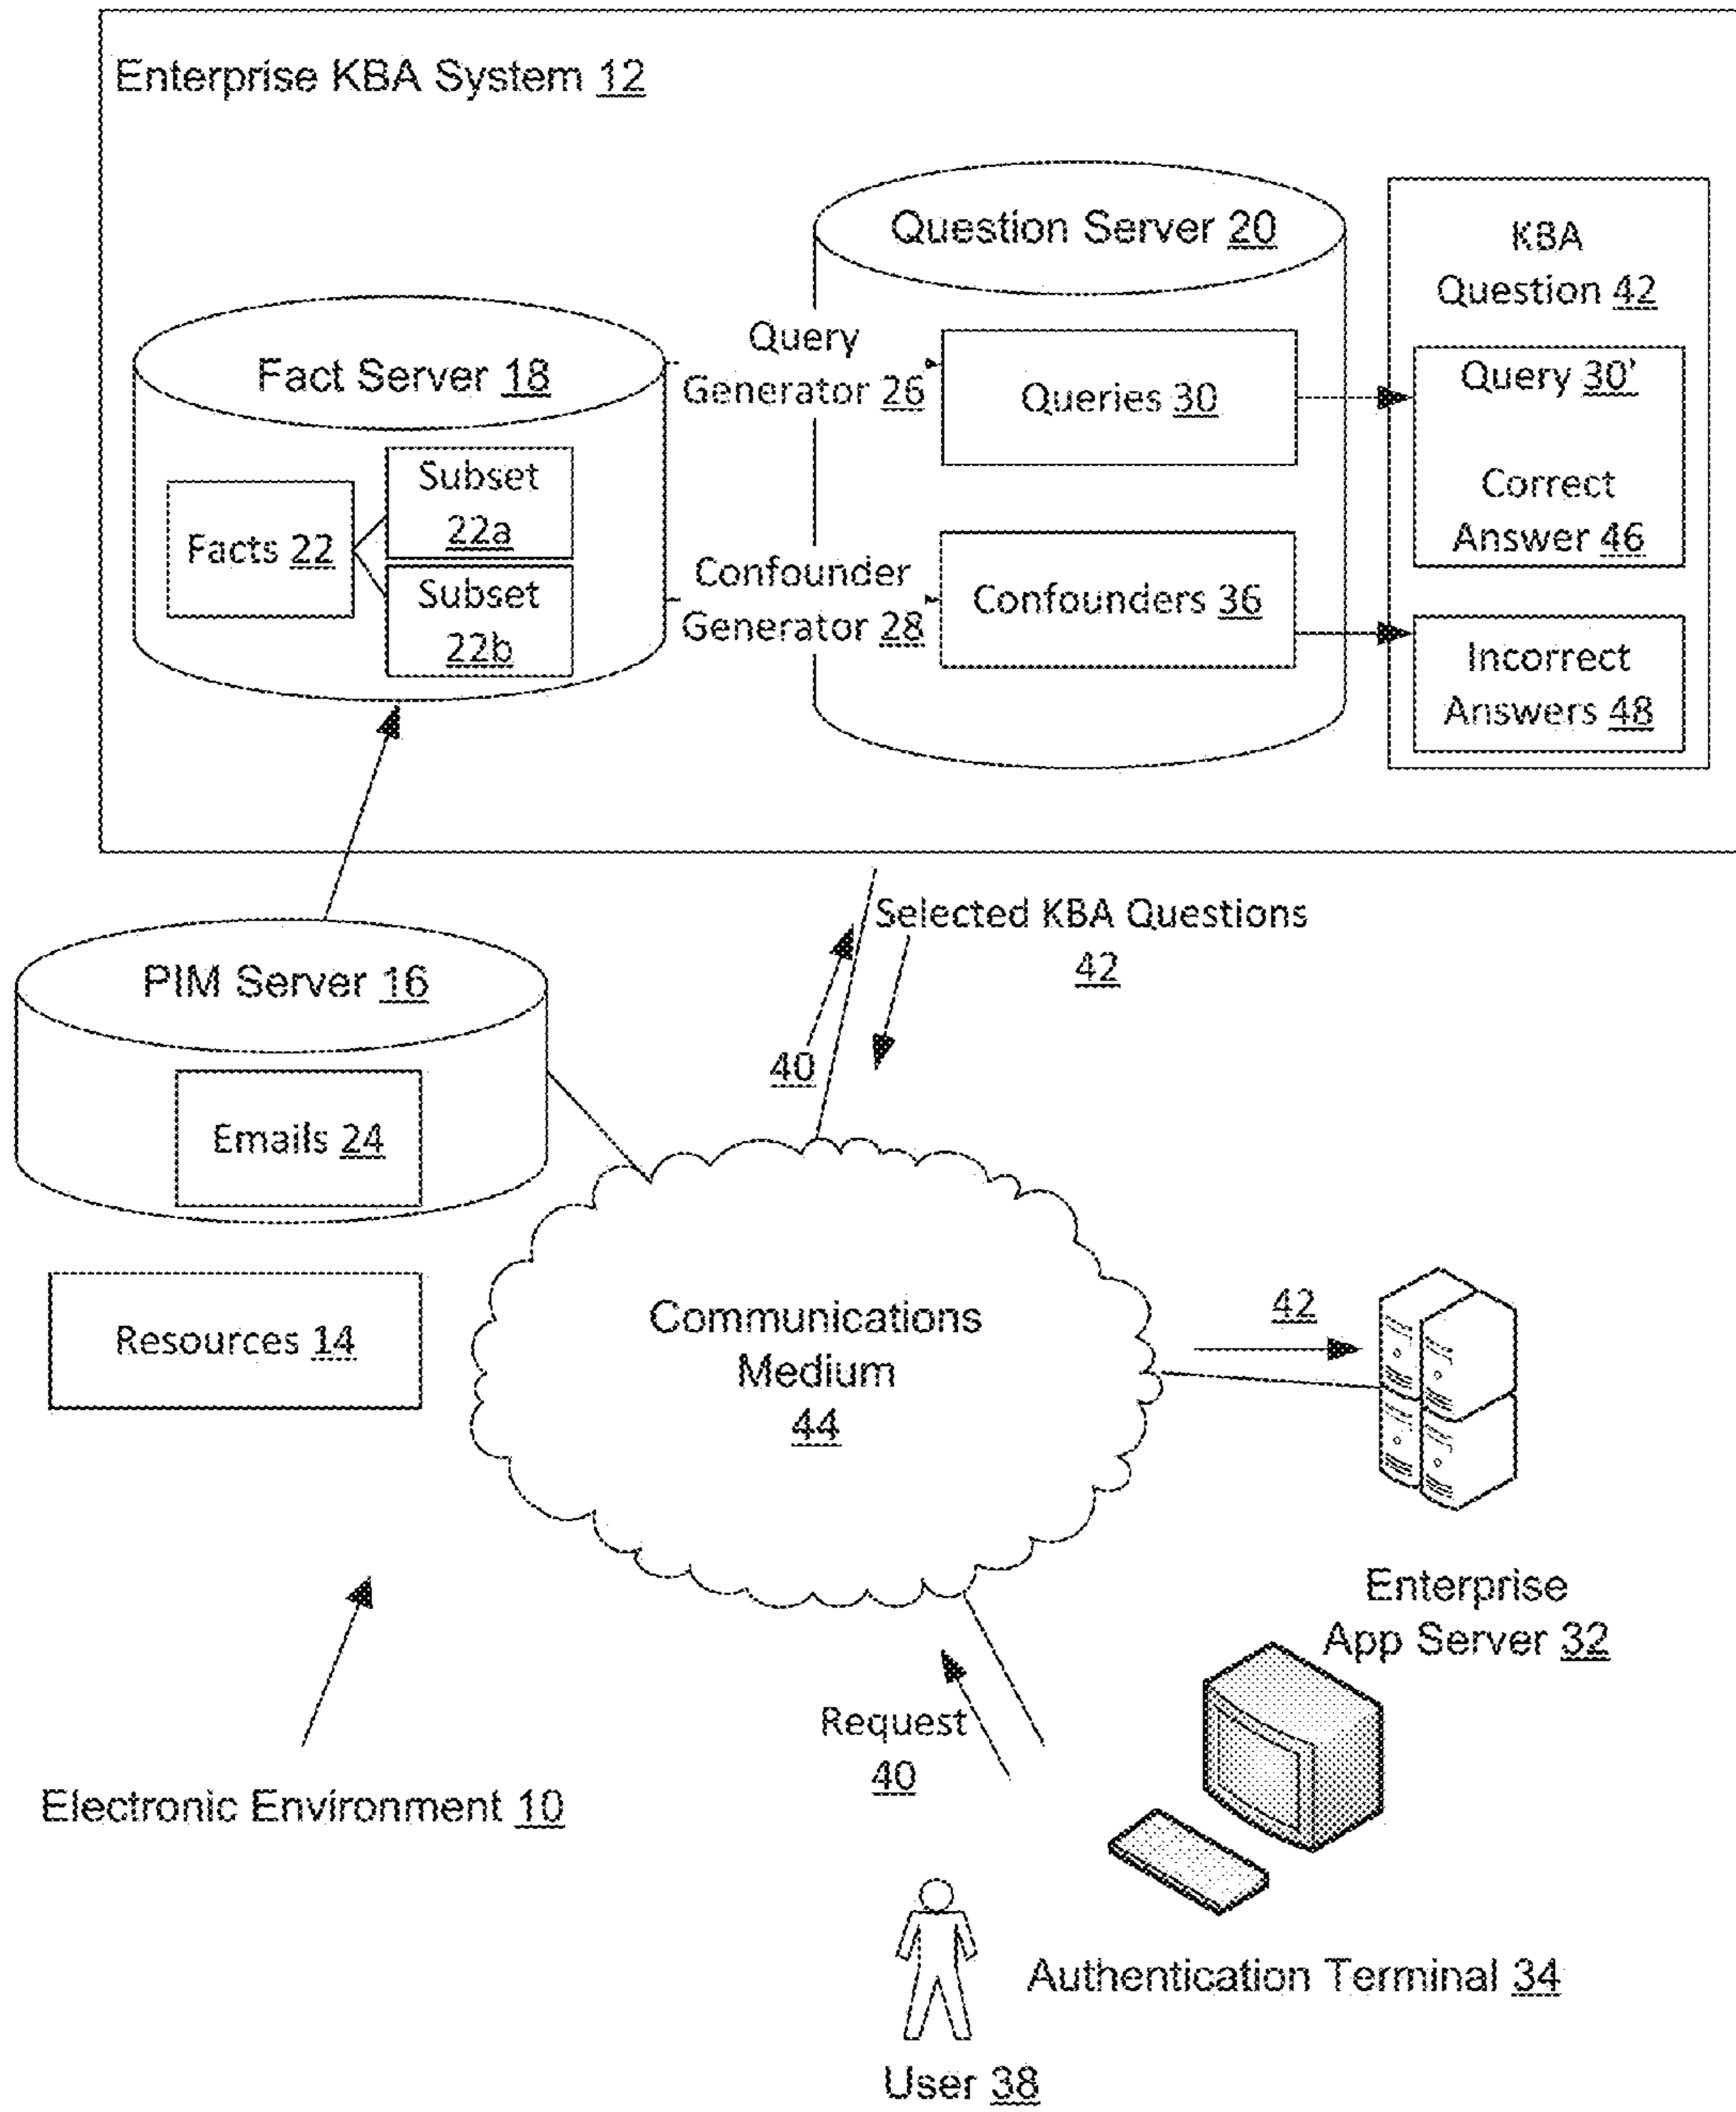 Enterprise KBA System 12
Question Server 20
KBA
Question 42
Query
Generator 26
Fact Server 18
Queries 30
Query 30'
Correct
Answer 46
Facts 22
Subset
22a
Subset
22b
Confounder
Generator 28
Confounders 36
Incorrect
Answers 48
Selected KBA Questions
42
40
PIM Server 16
Emails 24
Resources 14
Communications
Medium
44
42
Enterprise
App Server 32
Request
40
Electronic Environment 10
Authentication Terminal 34
User 38